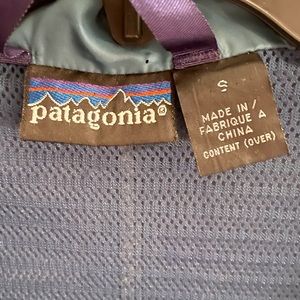 patagonia®
S
MADE IN /
FABRIQUE A
CHINA
CONTENT (OVER)